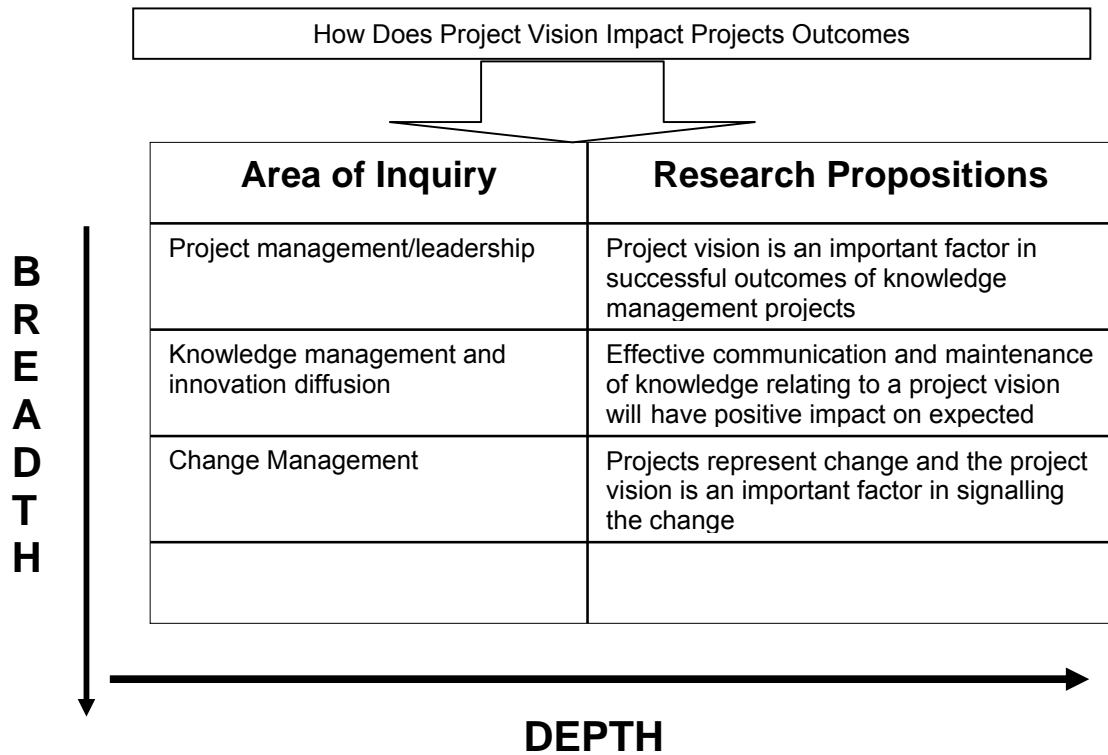 How Does Project Vision Impact Projects Outcomes
Area of Inquiry
Research Propositions
Project management/leadership
Project vision is an important factor in
successful outcomes of knowledge
management projects
Knowledge management and
innovation diffusion
Effective communication and maintenance
of knowledge relating to a project vision
will have positive impact on expected
Change Management
Projects represent change and the project
vision is an important factor in signalling
the change
BREADTH
DEPTH